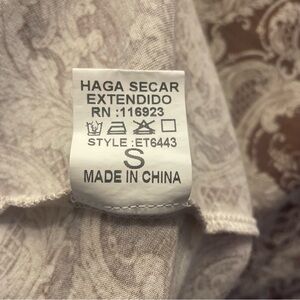 HAGA SECAR
EXTENDIDO
RN :116923
STYLE :ET6443
S
MADE IN CHINA